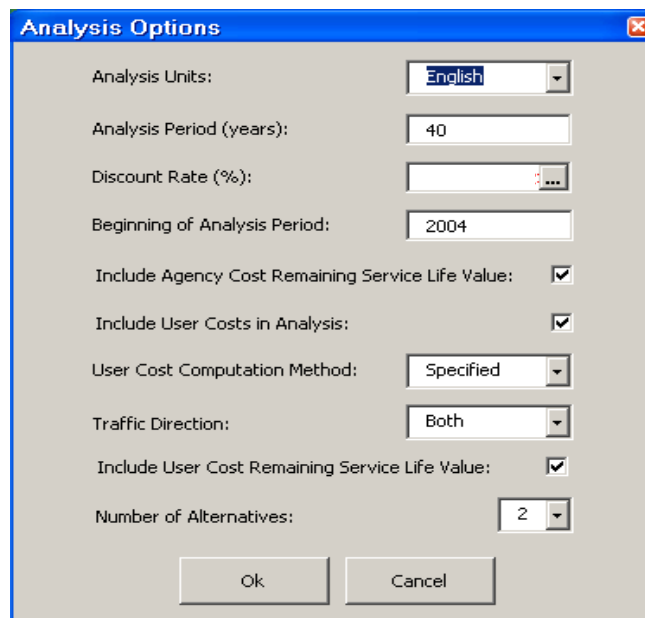 Analysis Options
Analysis Units: English
Analysis Period (years): 40
Discount Rate (%): ...
Beginning of Analysis Period: 2004
Include Agency Cost Remaining Service Life Value:
Include User Costs in Analysis:
User Cost Computation Method: Specified
Traffic Direction: Both
Include User Cost Remaining Service Life Value:
Number of Alternatives: 2
Ok Cancel